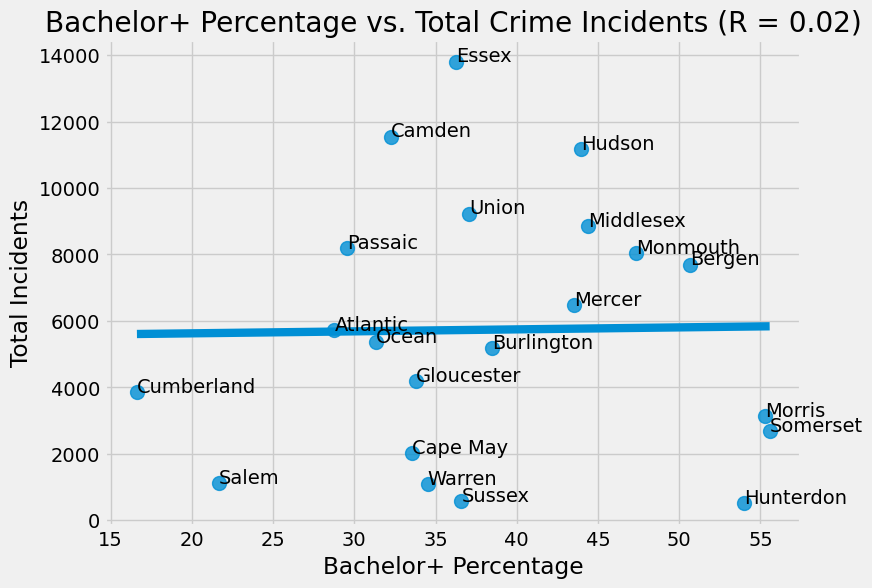 Bachelor+ Percentage vs. Total Crime Incidents (R = 0.02)
14000
12000
10000
8000
6000
4000
2000
0
Total Incidents
Essex
Camden
Hudson
Union
Middlesex
Passaic
Monmouth
Bergen
Mercer
Atlantic
Ocean
Burlington
Gloucester
Cumberland
Morris
Somerset
Cape May
Salem
Warren
Sussex
Hunterdon
15 20 25 30 35 40 45 50 55
Bachelor+ Percentage